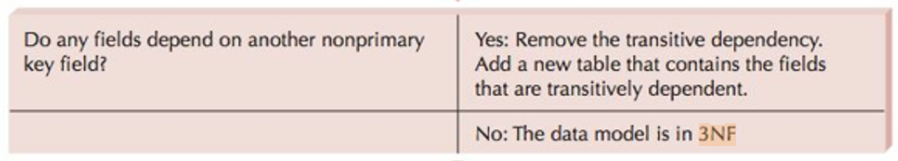 Do any fields depend on another nonprimary
key field?
Yes: Remove the transitive dependency.
Add a new table that contains the fields
that are transitively dependent.
No: The data model is in 3NF